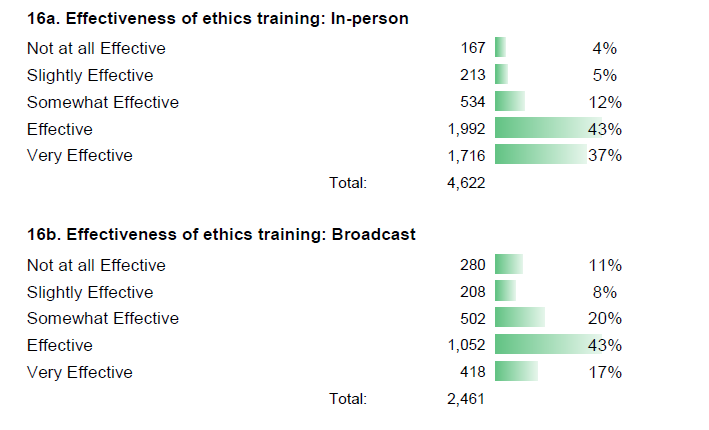 16a. Effectiveness of ethics training: In-person
Not at all Effective 167 4%
Slightly Effective 213 5%
Somewhat Effective 534 12%
Effective 1,992 43%
Very Effective 1,716 37%
Total: 4,622
16b. Effectiveness of ethics training: Broadcast
Not at all Effective 280 11%
Slightly Effective 208 8%
Somewhat Effective 502 20%
Effective 1,052 43%
Very Effective 418 17%
Total: 2,461